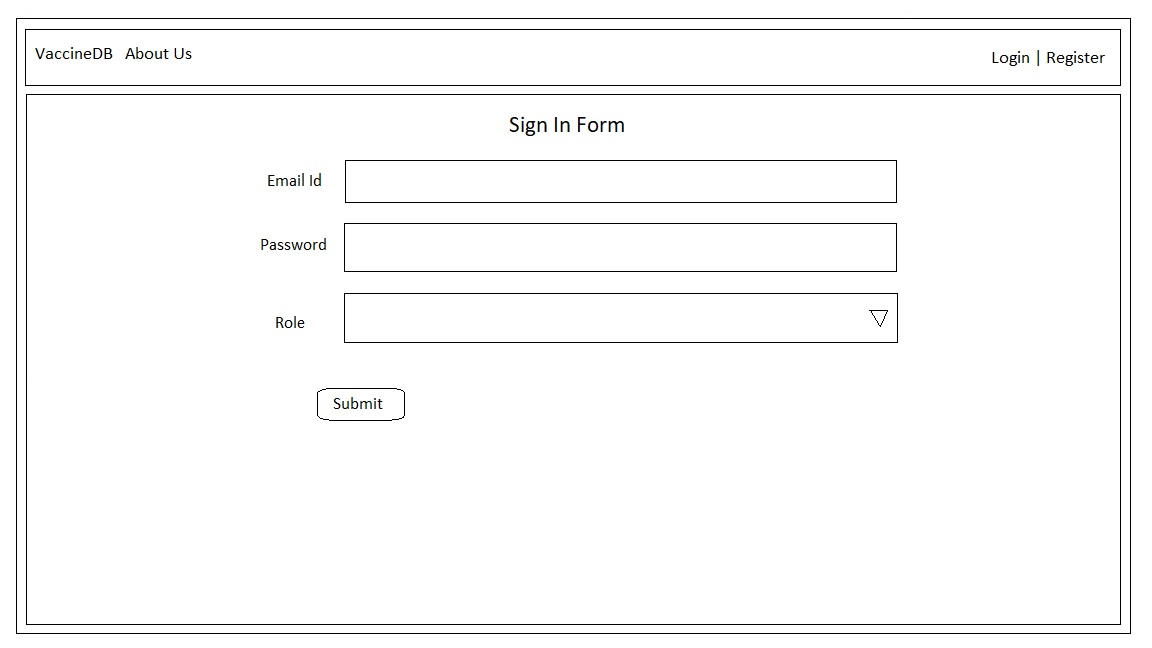 VaccineDB About Us
Login | Register
Sign In Form
Email Id
Password
Role
Submit